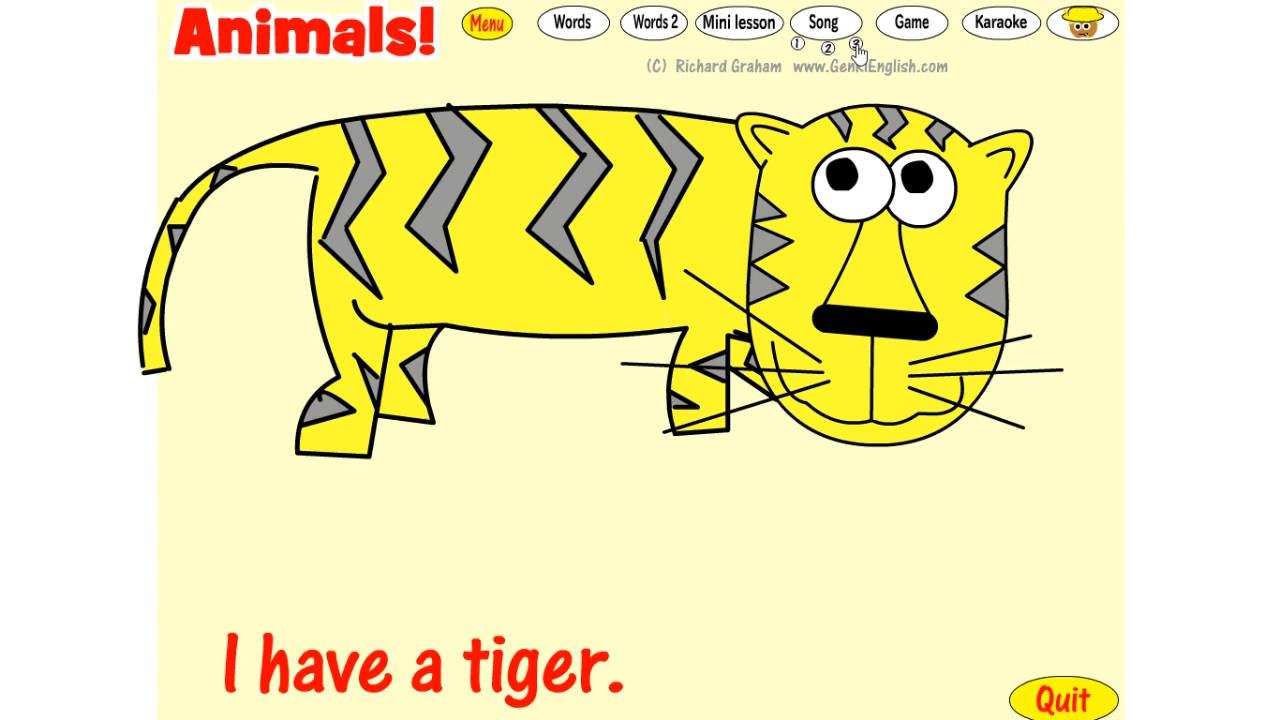 Animals!
Menu
Words
Words 2
Mini lesson
Song
Game
Karaoke
1
2
3
(C) Richard Graham www.GenkiEnglish.com
I have a tiger.
Quit